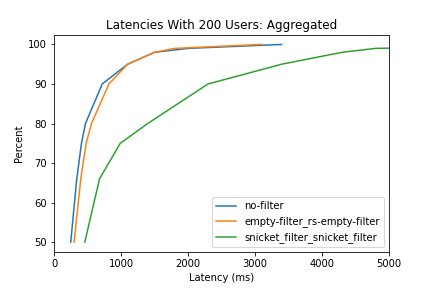 Latencies With 200 Users: Aggregated
100
90
80
70
60
50
Percent
0
1000
2000
3000
4000
5000
Latency (ms)
no-filter
empty-filter_rs-empty-filter
snicket_filter_snicket_filter